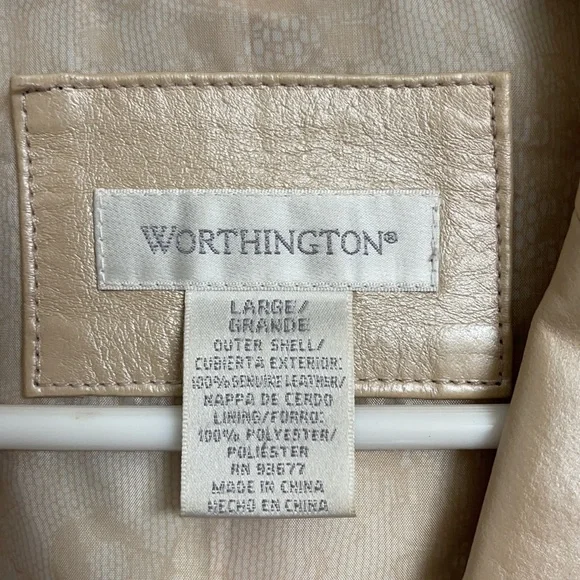 WORTHINGTON®
LARGE/
GRANDE
OUTER SHELL/
CUBIERTA EXTERIOR:
100% GENUINE LEATHER/
NAPPA DE CERDO
LINING/FORRO:
100% POLYESTER/
POLIÉSTER
RN 93677
MADE IN CHINA
HECHO EN CHINA